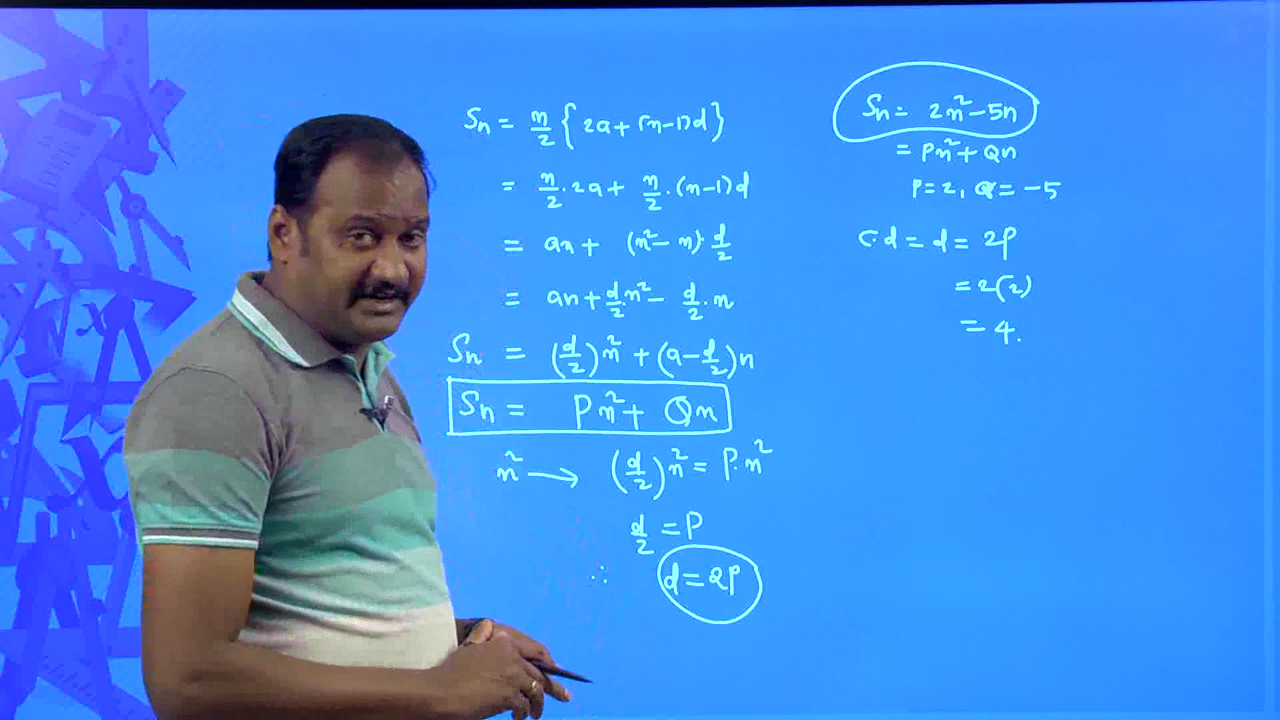 Sn = n/2 { 2a + (n-1)d }
= n/2 · 2a + n/2 · (n-1)d
= an + (n² - n) · d/2
= an + d/2 · n² - d/2 · n
Sn = (d/2)n² + (a - d/2)n
Sn = Pn² + Qn
n² → (d/2)n² = P·n²
d/2 = P
∴ d = 2P
Sn = 2n² - 5n
= Pn² + Qn
P = 2, Q = -5
C·d = d = 2P
= 2(2)
= 4.